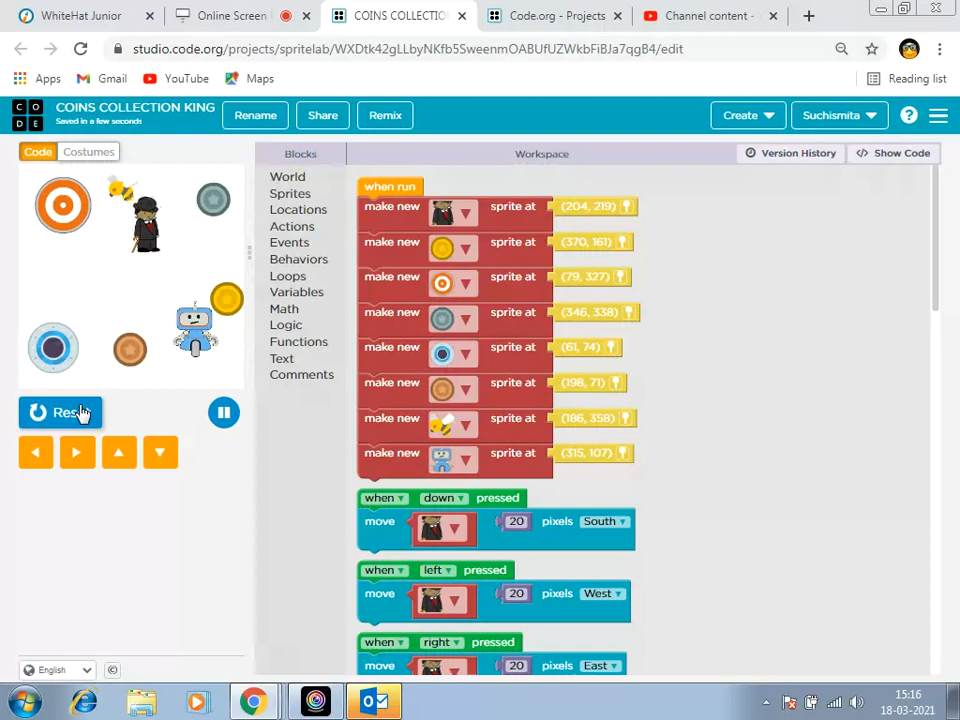 WhiteHat Junior
Online Screen
COINS COLLECTIO
Code.org - Projects
Channel content -
studio.code.org/projects/spritelab/WXDtk42gLLbyNKfb5SweenmOABUfUZWkbFiBJa7qgB4/edit
Apps
Gmail
YouTube
Maps
Reading list
C O
D E
COINS COLLECTION KING
Saved in a few seconds
Rename
Share
Remix
Create
Suchismita
?
Code
Costumes
Blocks
Workspace
Version History
</> Show Code
World
Sprites
Locations
Actions
Events
Behaviors
Loops
Variables
Math
Logic
Functions
Text
Comments
when run
make new sprite at (204, 219)
make new sprite at (370, 161)
make new sprite at (79, 327)
make new sprite at (346, 338)
make new sprite at (61, 74)
make new sprite at (198, 71)
make new sprite at (186, 358)
make new sprite at (315, 107)
when down pressed
move 20 pixels South
when left pressed
move 20 pixels West
when right pressed
move 20 pixels East
Res
English
©
15:16
18-03-2021